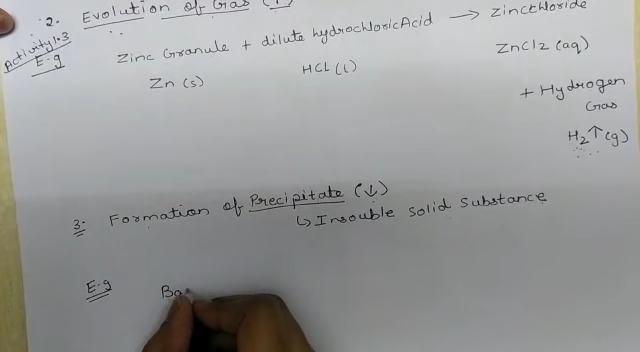 2. Evolution of Gas (↑)
Activity 1.3
E.g Zinc Granule + dilute hydrochloric Acid → Zinc chloride
Zn (s) HCl (l) ZnCl2 (aq)
+ Hydrogen
Gas
H2↑ (g)
3. Formation of Precipitate (↓)
↳ Insouble Solid Substance
E.g Ba